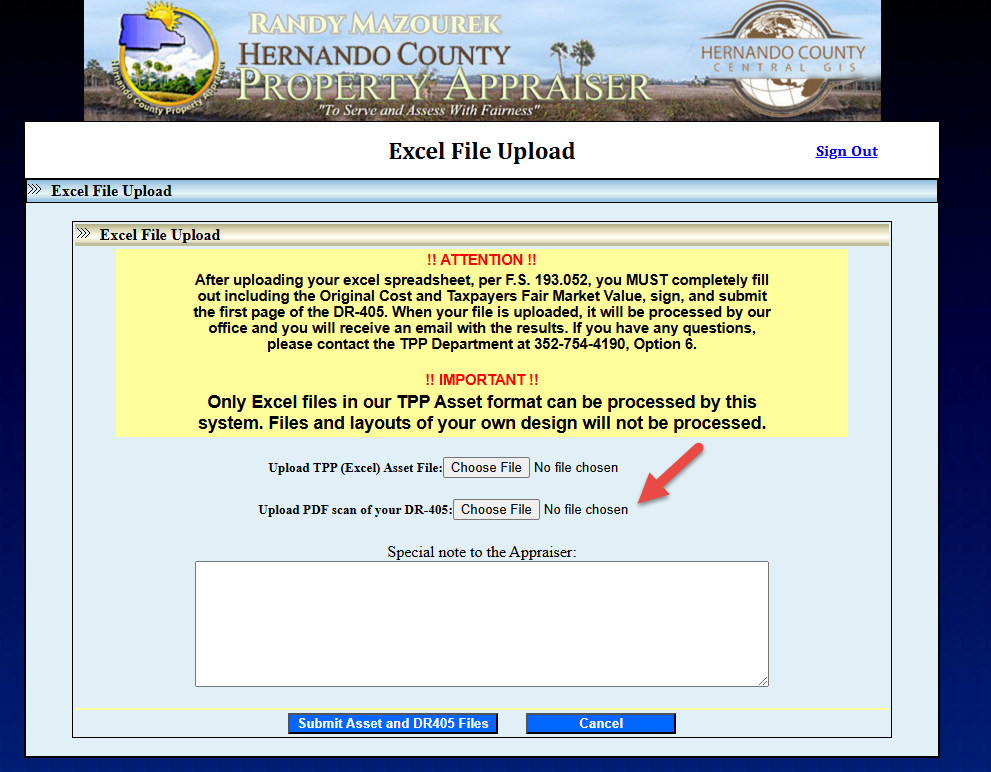 RANDY MAZOUREK
HERNANDO COUNTY
PROPERTY APPRAISER
"To Serve and Assess With Fairness"
Hernando County Property Appraiser
HERNANDO COUNTY
CENTRAL GIS
Excel File Upload
Sign Out
Excel File Upload
Excel File Upload
!! ATTENTION !!
After uploading your excel spreadsheet, per F.S. 193.052, you MUST completely fill
out including the Original Cost and Taxpayers Fair Market Value, sign, and submit
the first page of the DR-405. When your file is uploaded, it will be processed by our
office and you will receive an email with the results. If you have any questions,
please contact the TPP Department at 352-754-4190, Option 6.
!! IMPORTANT !!
Only Excel files in our TPP Asset format can be processed by this
system. Files and layouts of your own design will not be processed.
Upload TPP (Excel) Asset File: Choose File No file chosen
Upload PDF scan of your DR-405: Choose File No file chosen
Special note to the Appraiser:
Submit Asset and DR405 Files Cancel